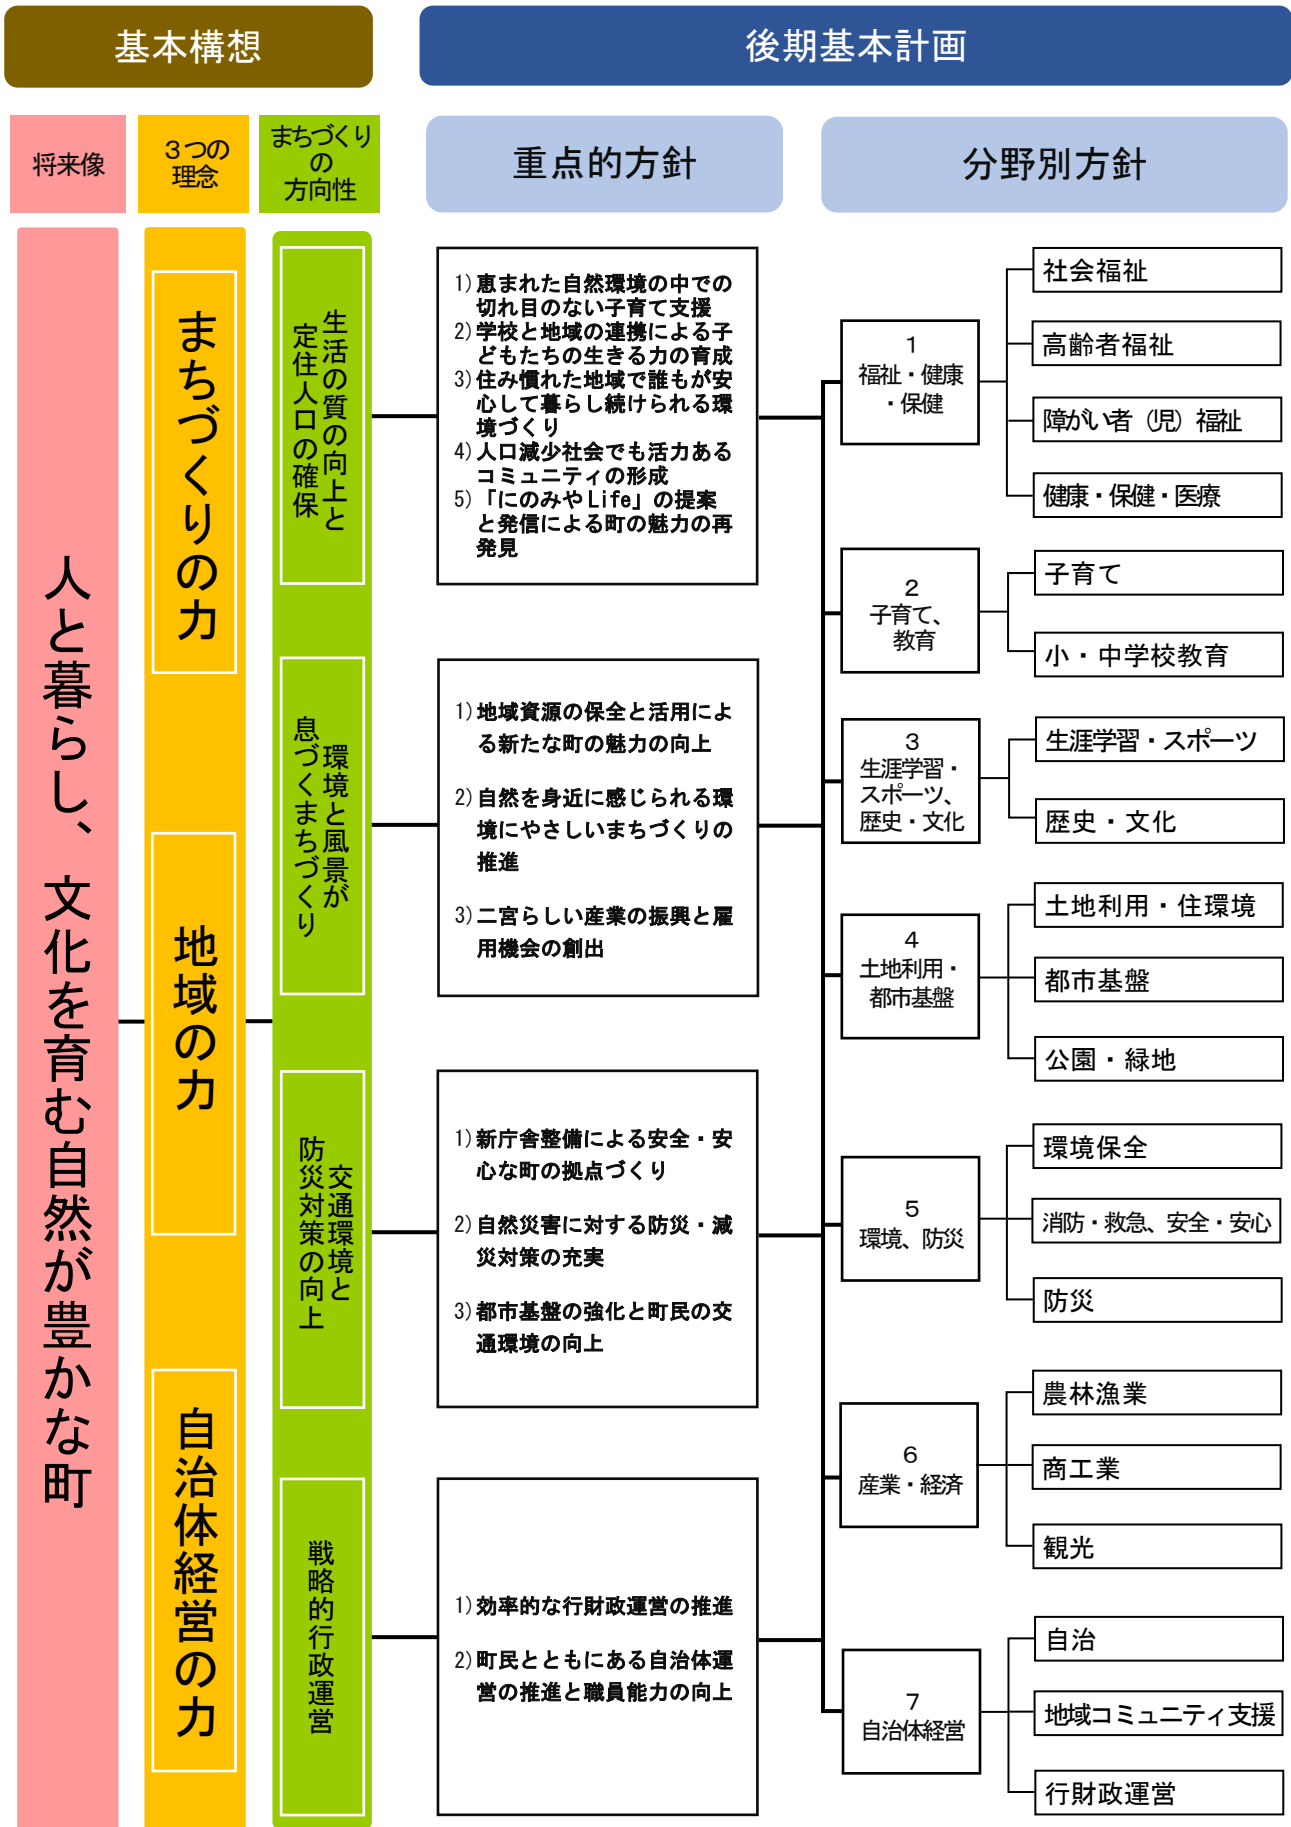 基本構想
後期基本計画
将来像
３つの
理念
まちづくり
の
方向性
重点的方針
分野別方針
人と暮らし、文化を育む自然が豊かな町
まちづくりの力
地域の力
自治体経営の力
生活の質の向上と
定住人口の確保
環境と風景が
息づくまちづくり
交通環境と
防災対策の向上
戦略的行政運営
1)恵まれた自然環境の中での
切れ目のない子育て支援
2)学校と地域の連携による子
どもたちの生きる力の育成
3)住み慣れた地域で誰もが安
心して暮らし続けられる環
境づくり
4)人口減少社会でも活力ある
コミュニティの形成
5)「にのみやLife」の提案
と発信による町の魅力の再
発見
1)地域資源の保全と活用によ
る新たな町の魅力の向上
2)自然を身近に感じられる環
境にやさしいまちづくりの
推進
3)二宮らしい産業の振興と雇
用機会の創出
1)新庁舎整備による安全・安
心な町の拠点づくり
2)自然災害に対する防災・減
災対策の充実
3)都市基盤の強化と町民の交
通環境の向上
1)効率的な行財政運営の推進
2)町民とともにある自治体運
営の推進と職員能力の向上
1
福祉・健康
・保健
社会福祉
高齢者福祉
障がい者（児）福祉
健康・保健・医療
2
子育て、
教育
子育て
小・中学校教育
3
生涯学習・
スポーツ、
歴史・文化
生涯学習・スポーツ
歴史・文化
4
土地利用・
都市基盤
土地利用・住環境
都市基盤
公園・緑地
5
環境、防災
環境保全
消防・救急、安全・安心
防災
6
産業・経済
農林漁業
商工業
観光
7
自治体経営
自治
地域コミュニティ支援
行財政運営